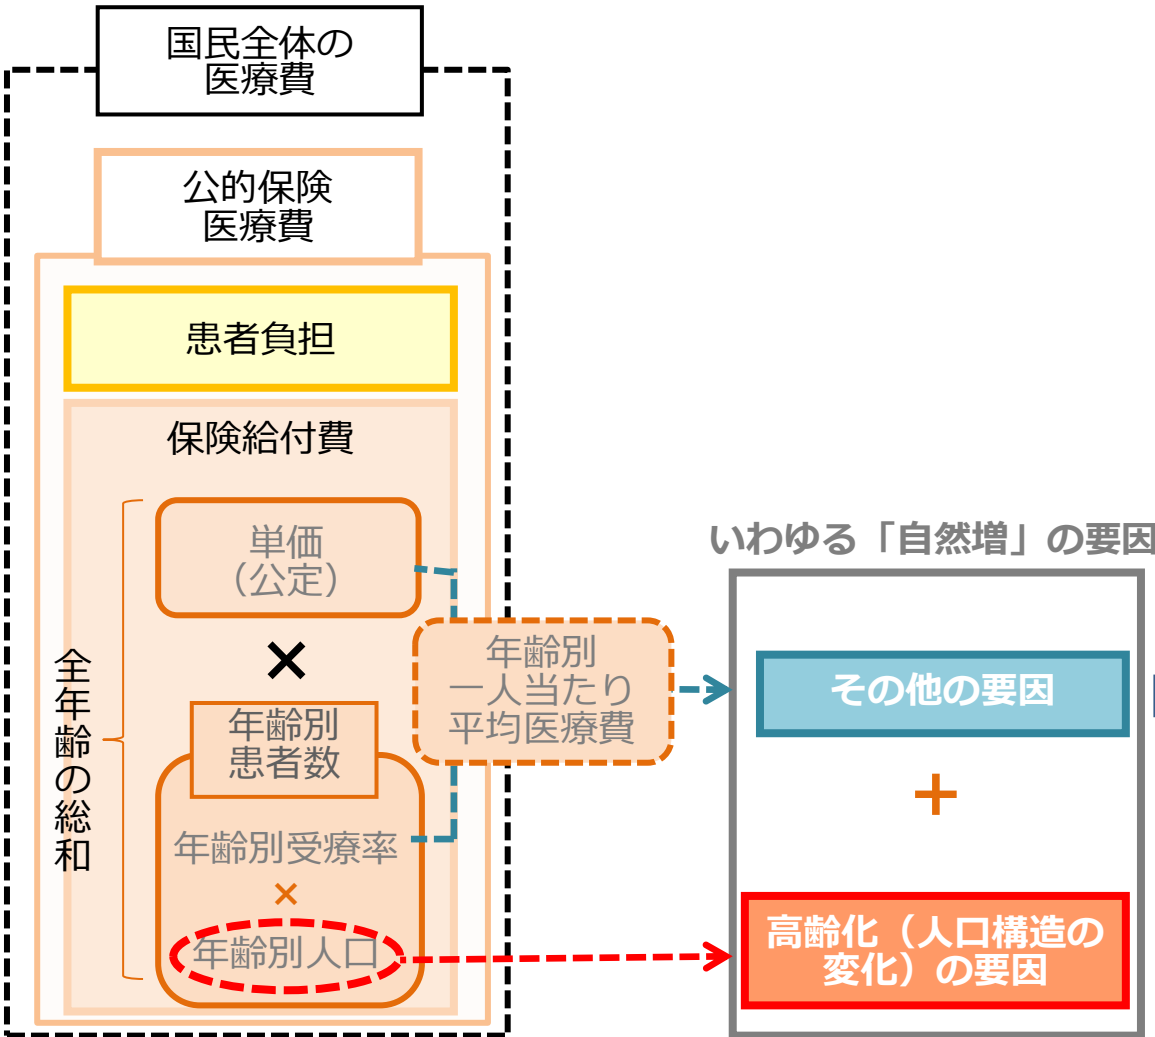 国民全体の
医療費
公的保険
医療費
患者負担
保険給付費
単価
（公定）
×
年齢別
患者数
年齢別受療率
×
年齢別人口
全年齢の総和
年齢別
一人当たり
平均医療費
いわゆる「自然増」の要因
その他の要因
＋
高齢化（人口構造の
変化）の要因